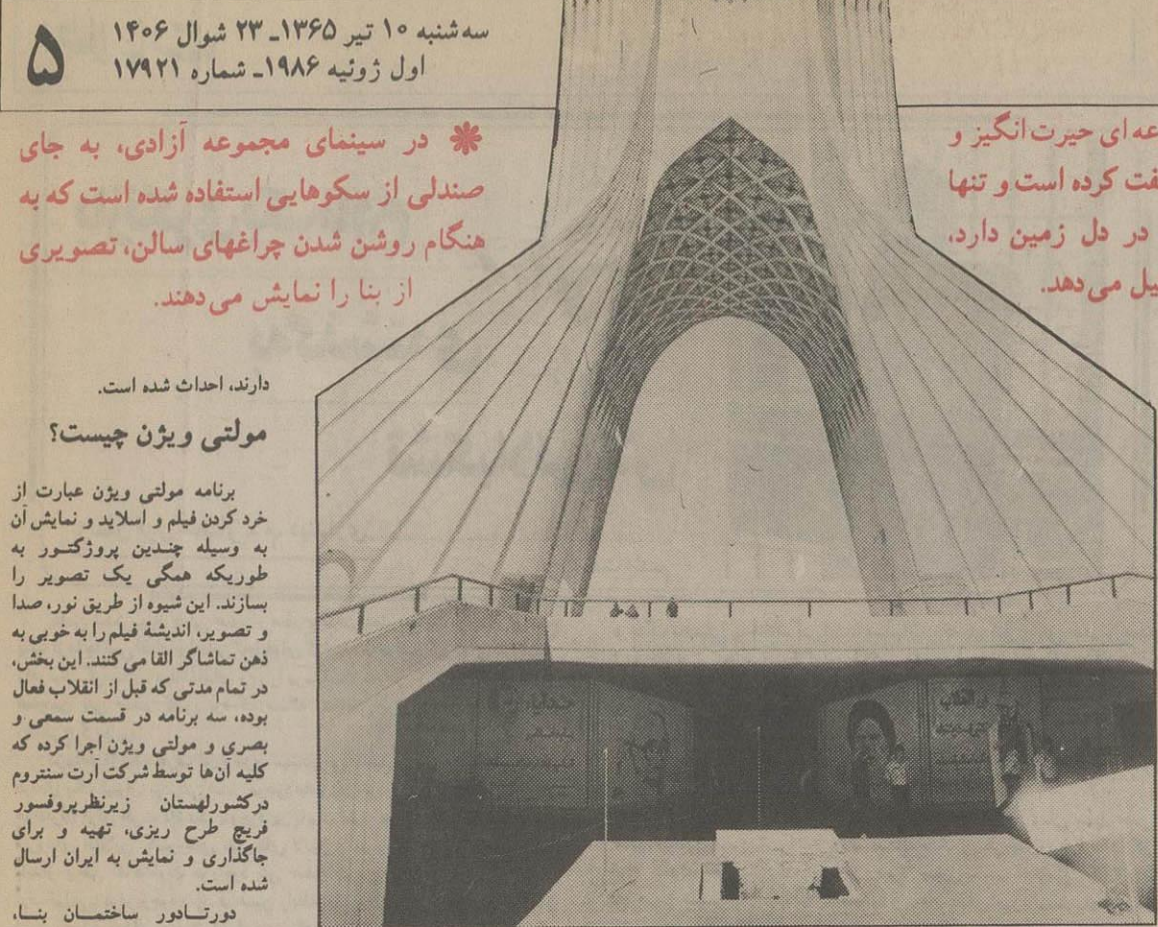 سه‌شنبه ۱۰ تیر ۱۳۶۵ـ ۲۳ شوال ۱۴۰۶
اول ژوئیه ۱۹۸۶ـ شماره ۱۷۹۲۱
۵
عه‌ای حیرت‌انگیز و
فت کرده است و تنها
در دل زمین دارد،
یل می‌دهد.
❋ در سینمای مجموعه آزادی، به جای
صندلی از سکوهایی استفاده شده است که به
هنگام روشن شدن چراغهای سالن، تصویری
از بنا را نمایش می‌دهند.
دارند، احداث شده است.
مولتی ویژن چیست؟
برنامه مولتی ویژن عبارت از
خرد کردن فیلم و اسلاید و نمایش آن
به وسیله چندین پروژکتور به
طوریکه همگی یک تصویر را
بسازند. این شیوه از طریق نور، صدا
و تصویر، اندیشهٔ فیلم را به خوبی به
ذهن تماشاگر القا می‌کنند. این بخش،
در تمام مدتی که قبل از انقلاب فعال
بوده، سه برنامه در قسمت سمعی و
بصری و مولتی ویژن اجرا کرده که
کلیه آن‌ها توسط شرکت آرت سنتروم
درکشورلهستان زیرنظرپروفسور
فریچ طرح ریزی، تهیه و برای
جاگذاری و نمایش به ایران ارسال
شده است.
دورتادور ساختمان بنا،